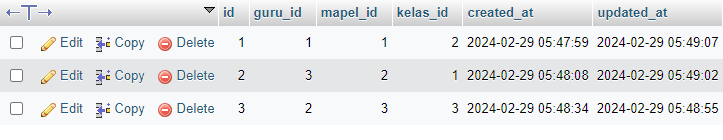 id guru_id mapel_id kelas_id created_at updated_at
Edit Copy Delete 1 1 1 2 2024-02-29 05:47:59 2024-02-29 05:49:07
Edit Copy Delete 2 3 2 1 2024-02-29 05:48:08 2024-02-29 05:49:02
Edit Copy Delete 3 2 3 3 2024-02-29 05:48:34 2024-02-29 05:48:55